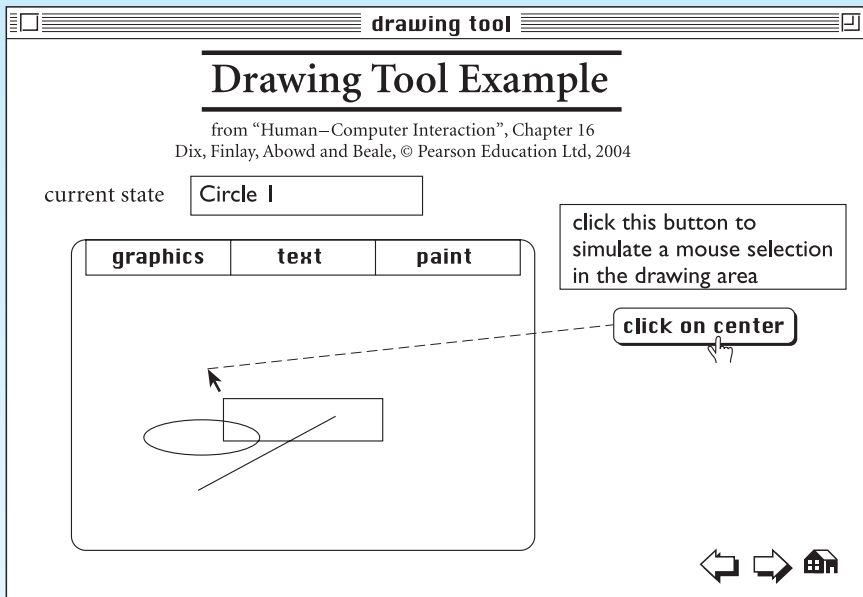 drawing tool
Drawing Tool Example
from “Human–Computer Interaction”, Chapter 16
Dix, Finlay, Abowd and Beale, © Pearson Education Ltd, 2004
current state Circle 1
click this button to
simulate a mouse selection
in the drawing area
graphics text paint
click on center